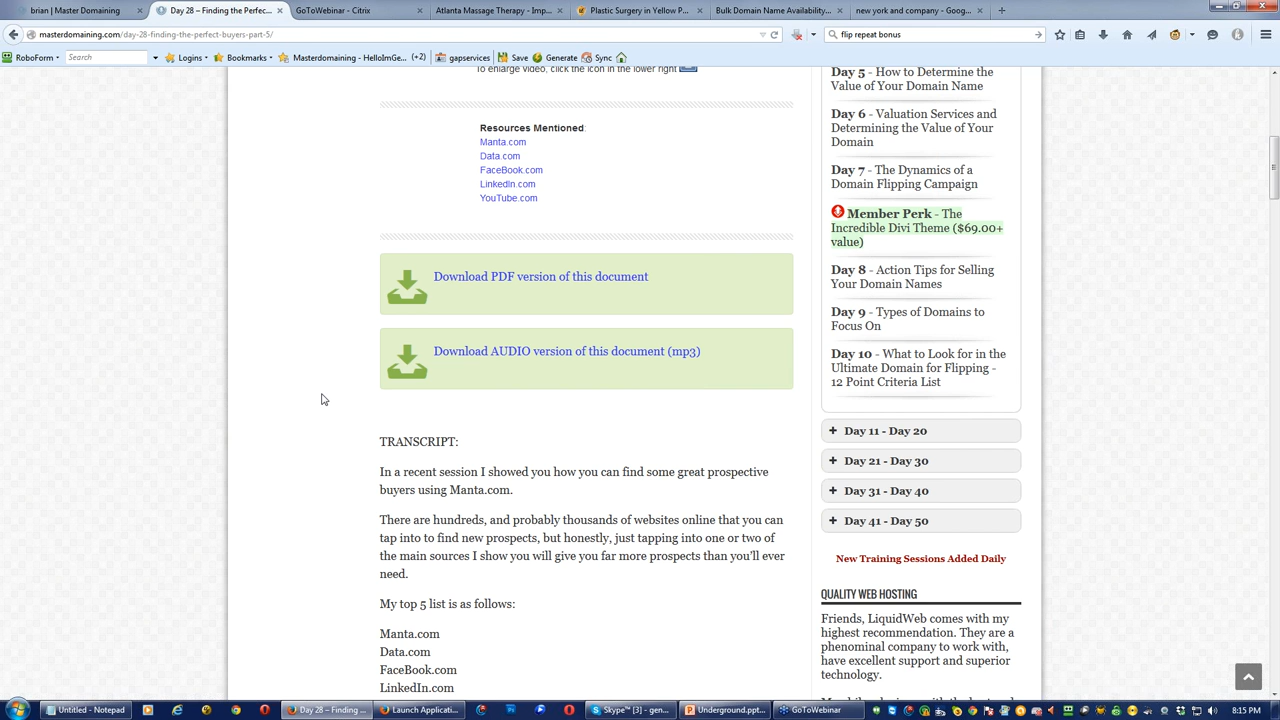 brian | Master Domaining
Day 28 – Finding the Perfec...
GoToWebinar - Citrix
Atlanta Massage Therapy - Imp...
Plastic Surgery in Yellow P...
Bulk Domain Name Availability...
new york and company - Goog...
masterdomaining.com/day-28-finding-the-perfect-buyers-part-5/
flip repeat bonus
RoboForm
Search
Logins
Bookmarks
Masterdomaining - HelloImGe...
(+2)
gapservices
Save
Generate
Sync
To enlarge video, click the icon in the lower right
Resources Mentioned:
Manta.com
Data.com
FaceBook.com
LinkedIn.com
YouTube.com
Download PDF version of this document
Download AUDIO version of this document (mp3)
TRANSCRIPT:
In a recent session I showed you how you can find some great prospective
buyers using Manta.com.
There are hundreds, and probably thousands of websites online that you can
tap into to find new prospects, but honestly, just tapping into one or two of
the main sources I show you will give you far more prospects than you'll ever
need.
My top 5 list is as follows:
Manta.com
Data.com
FaceBook.com
LinkedIn.com
Day 5 - How to Determine the
Value of Your Domain Name
Day 6 - Valuation Services and
Determining the Value of Your
Domain
Day 7 - The Dynamics of a
Domain Flipping Campaign
Member Perk - The
Incredible Divi Theme ($69.00+
value)
Day 8 - Action Tips for Selling
Your Domain Names
Day 9 - Types of Domains to
Focus On
Day 10 - What to Look for in the
Ultimate Domain for Flipping -
12 Point Criteria List
Day 11 - Day 20
Day 21 - Day 30
Day 31 - Day 40
Day 41 - Day 50
New Training Sessions Added Daily
QUALITY WEB HOSTING
Friends, LiquidWeb comes with my
highest recommendation. They are a
phenominal company to work with,
have excellent support and superior
technology.
Untitled - Notepad
Day 28 – Finding ...
Launch Applicati...
Skype™ [3] - gen...
Underground.ppt...
GoToWebinar
8:15 PM